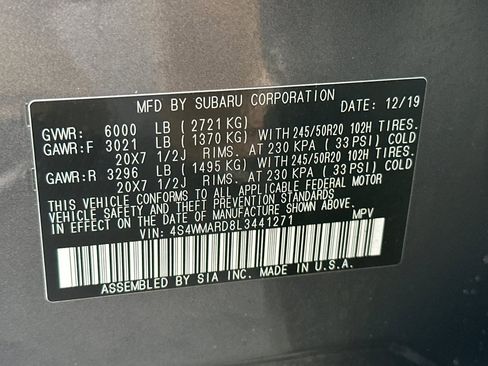 MFD BY SUBARU CORPORATION DATE: 12/19
GVWR: 6000 LB (2721 KG)
GAWR:F 3021 LB (1370 KG) WITH 245/50R20 102H TIRES.
20X7 1/2J RIMS. AT 230 KPA (33 PSI) COLD
GAWR:R 3296 LB (1495 KG) WITH 245/50R20 102H TIRES.
20X7 1/2J RIMS. AT 230 KPA (33 PSI) COLD
THIS VEHICLE CONFORMS TO ALL APPLICABLE FEDERAL MOTOR
VEHICLE SAFETY AND THEFT PREVENTION STANDARDS
IN EFFECT ON THE DATE OF MANUFACTURE SHOWN ABOVE.
VIN: 4S4WMARD8L3441271 MPV
ASSEMBLED BY SIA INC. MADE IN U.S.A.